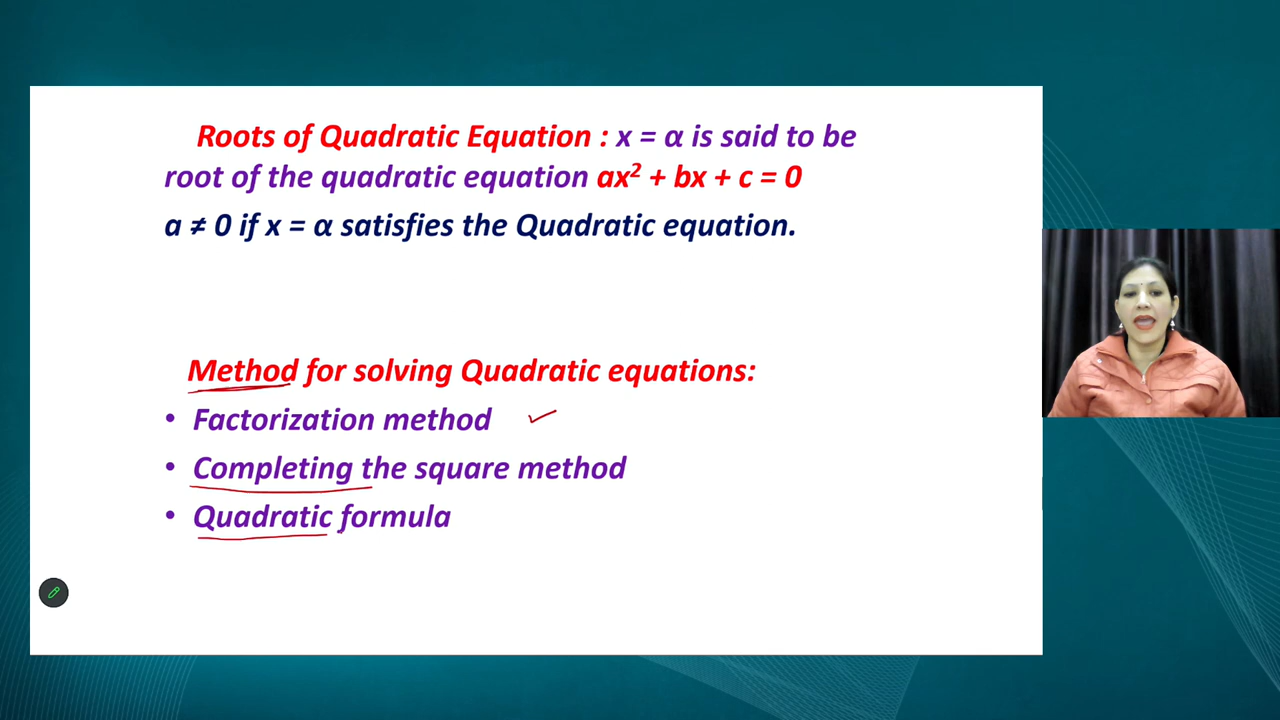 Roots of Quadratic Equation : x = α is said to be
root of the quadratic equation ax² + bx + c = 0
a ≠ 0 if x = α satisfies the Quadratic equation.
Method for solving Quadratic equations:
• Factorization method
• Completing the square method
• Quadratic formula